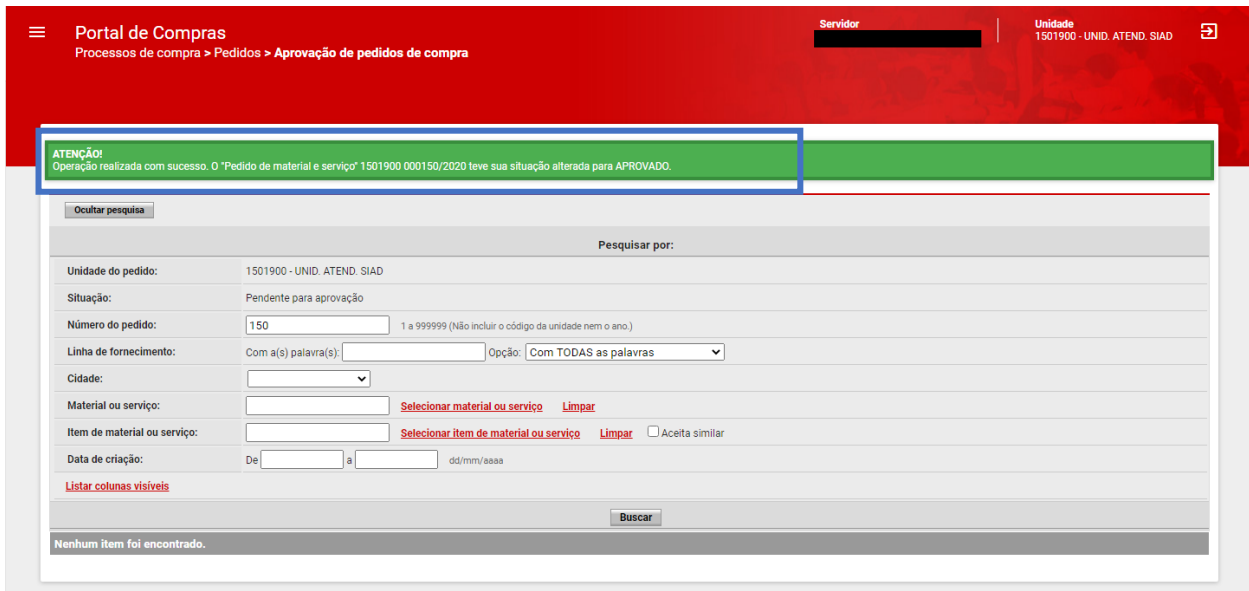 Portal de Compras
Processos de compra > Pedidos > Aprovação de pedidos de compra
Servidor
Unidade
1501900 - UNID. ATEND. SIAD
ATENÇÃO!
Operação realizada com sucesso. O "Pedido de material e serviço" 1501900 000150/2020 teve sua situação alterada para APROVADO.
Ocultar pesquisa
Pesquisar por:
Unidade do pedido: 1501900 - UNID. ATEND. SIAD
Situação: Pendente para aprovação
Número do pedido: 150 1 a 999999 (Não incluir o código da unidade nem o ano.)
Linha de fornecimento: Com a(s) palavra(s): Opção: Com TODAS as palavras
Cidade:
Material ou serviço: Selecionar material ou serviço Limpar
Item de material ou serviço: Selecionar item de material ou serviço Limpar Aceita similar
Data de criação: De a dd/mm/aaaa
Listar colunas visíveis
Buscar
Nenhum item foi encontrado.